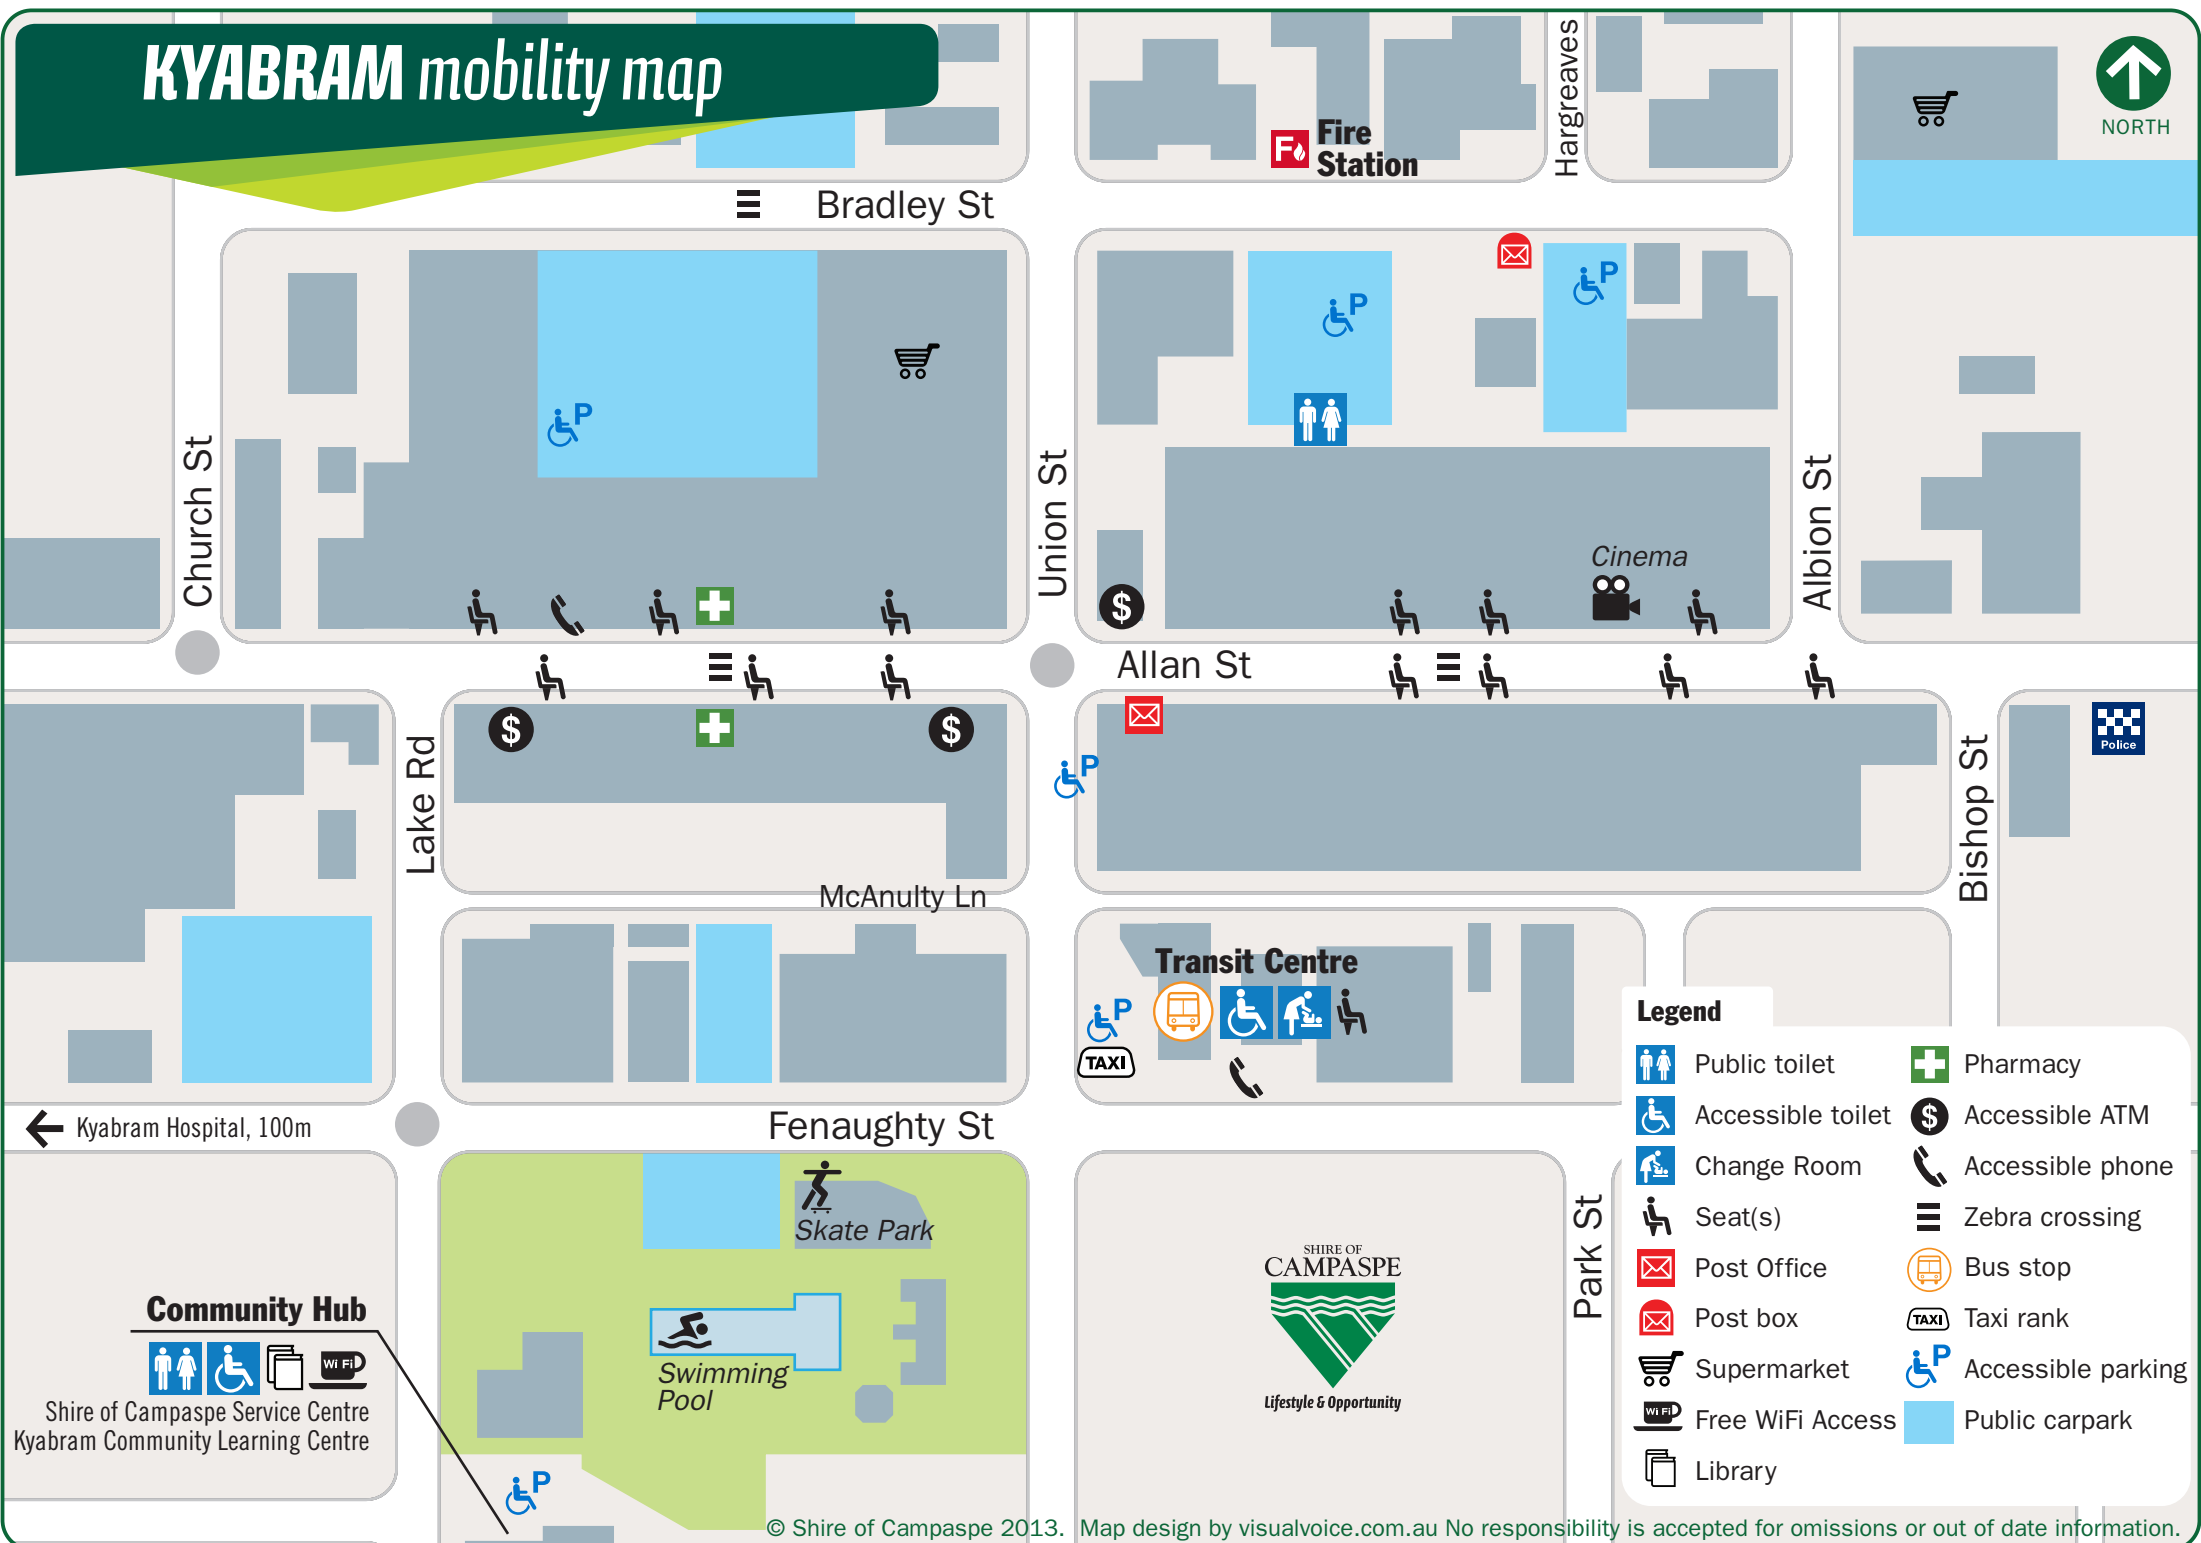 KYABRAM mobility map
NORTH
Hargreaves
Fire
Station
Bradley St
P
P
P
Church St
Union St
Albion St
Cinema
$
Allan St
$
$
Police
P
Lake Rd
Bishop St
McAnulty Ln
Transit Centre
P
TAXI
Kyabram Hospital, 100m
Fenaughty St
Skate Park
Park St
SHIRE OF
CAMPASPE
Lifestyle & Opportunity
Swimming
Pool
Community Hub
Wi Fi
Shire of Campaspe Service Centre
Kyabram Community Learning Centre
P
Legend
Public toilet
Accessible toilet
Change Room
Seat(s)
Post Office
Post box
Supermarket
Wi Fi Free WiFi Access
Library
Pharmacy
$ Accessible ATM
Accessible phone
Zebra crossing
Bus stop
TAXI Taxi rank
P Accessible parking
Public carpark
© Shire of Campaspe 2013. Map design by visualvoice.com.au No responsibility is accepted for omissions or out of date information.
F